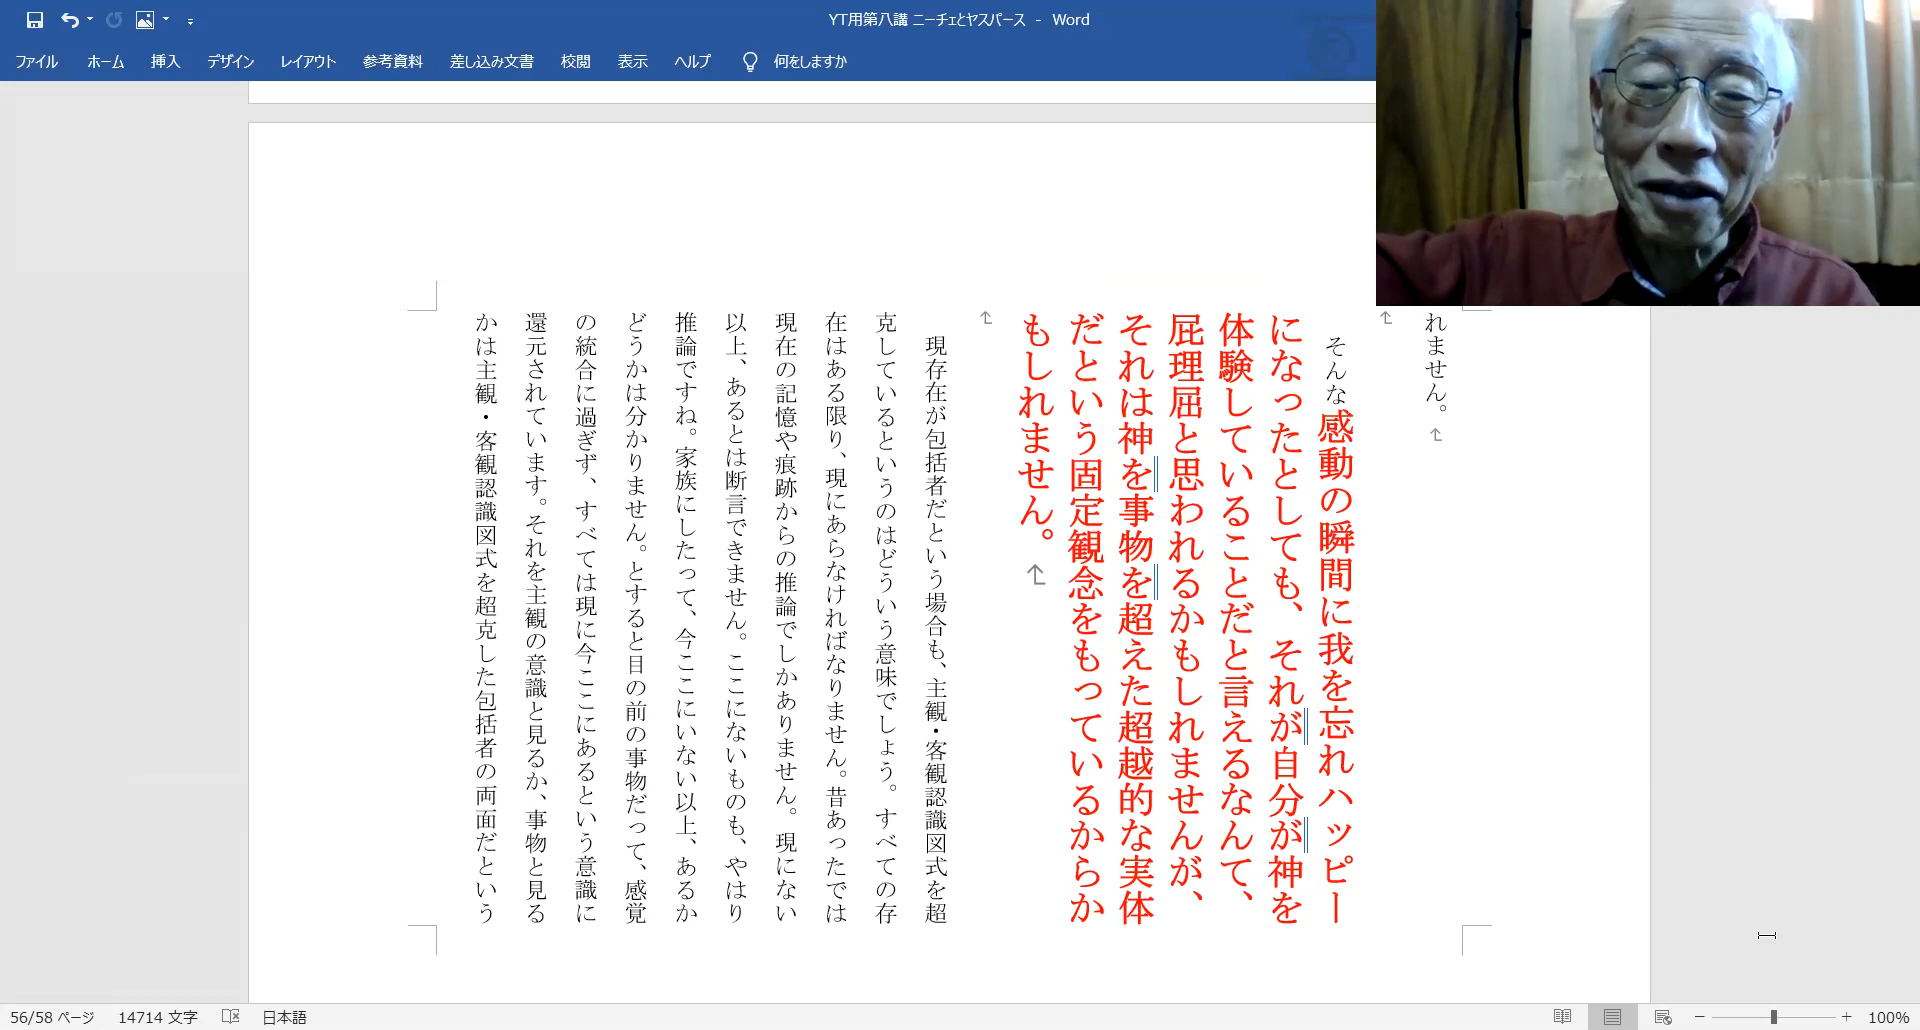 YT用第八講 ニーチェとヤスパース - Word
ファイル ホーム 挿入 デザイン レイアウト 参考資料 差し込み文書 校閲 表示 ヘルプ 何をしますか
れません。
そんな感動の瞬間に我を忘れハッピー
になったとしても、それが自分が神を
体験していることだと言えるなんて、
屁理屈と思われるかもしれませんが、
それは神を事物を超えた超越的な実体
だという固定観念をもっているからか
もしれません。
現存在が包括者だという場合も、主観・客観認識図式を超
克しているというのはどういう意味でしょう。すべての存
在はある限り、現にあらなければなりません。昔あったでは
現在の記憶や痕跡からの推論でしかありません。現にない
以上、あるとは断言できません。ここにないものも、やはり
推論ですね。家族にしたって、今ここにいない以上、あるか
どうかは分かりません。とすると目の前の事物だって、感覚
の統合に過ぎず、すべては現に今ここにあるという意識に
還元されています。それを主観の意識と見るか、事物と見る
かは主観・客観認識図式を超克した包括者の両面だという
56/58 ページ 14714 文字 日本語 100%